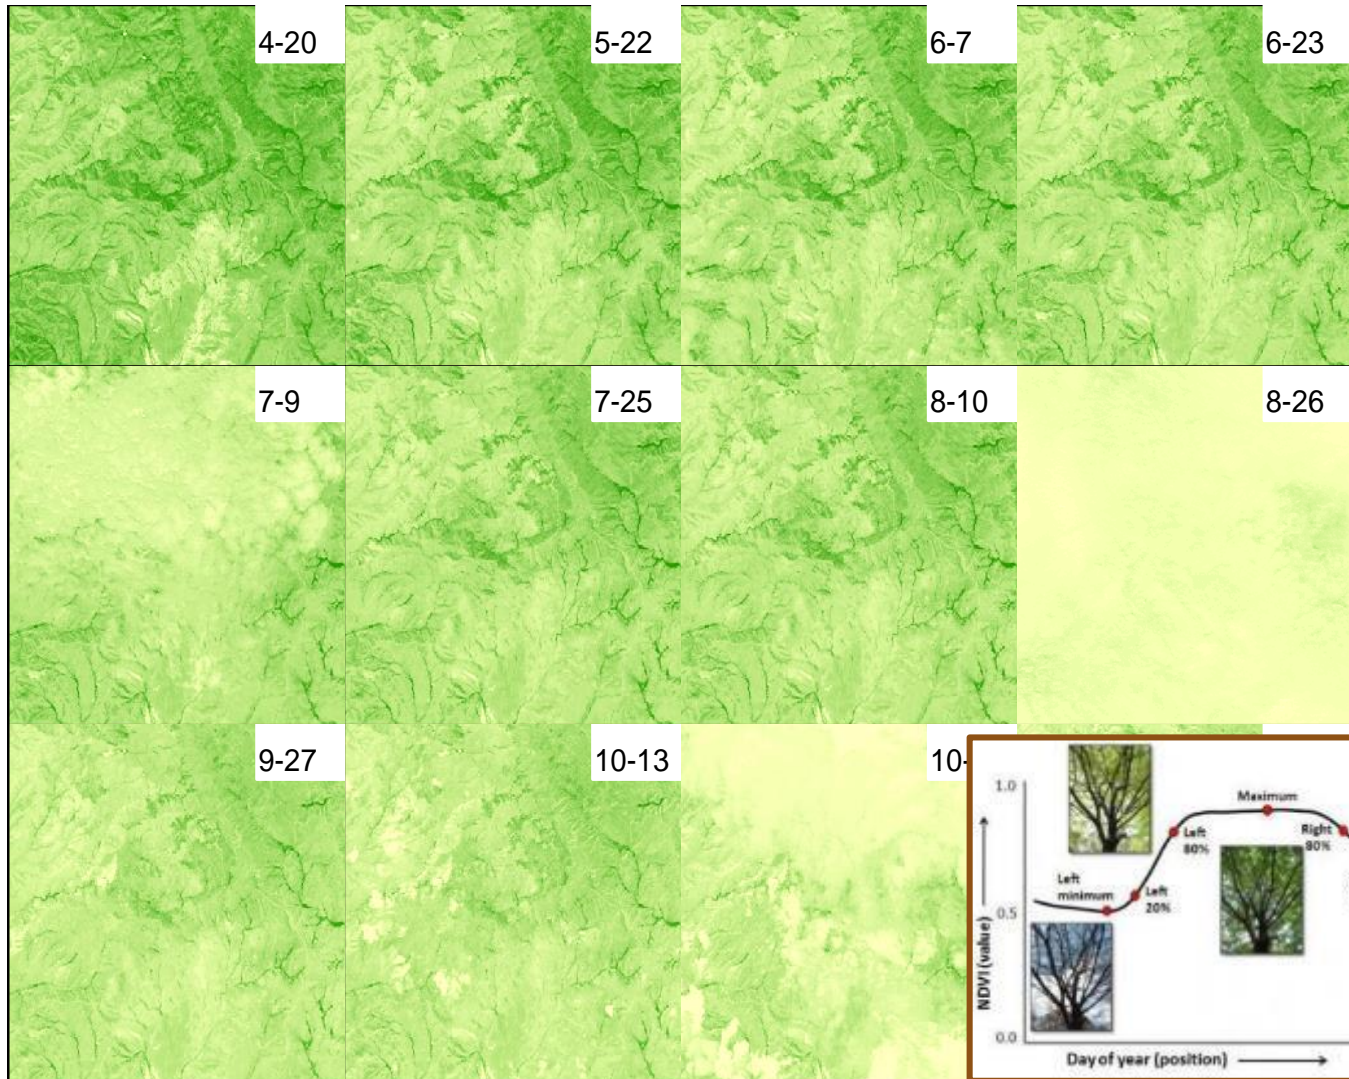 4-20
5-22
6-7
6-23
7-9
7-25
8-10
8-26
9-27
10-13
10-
1.0
Maximum
Left
80%
Right
80%
Left
minimum
Left
20%
0.5
NDVI (value)
0.0
Day of year (position)